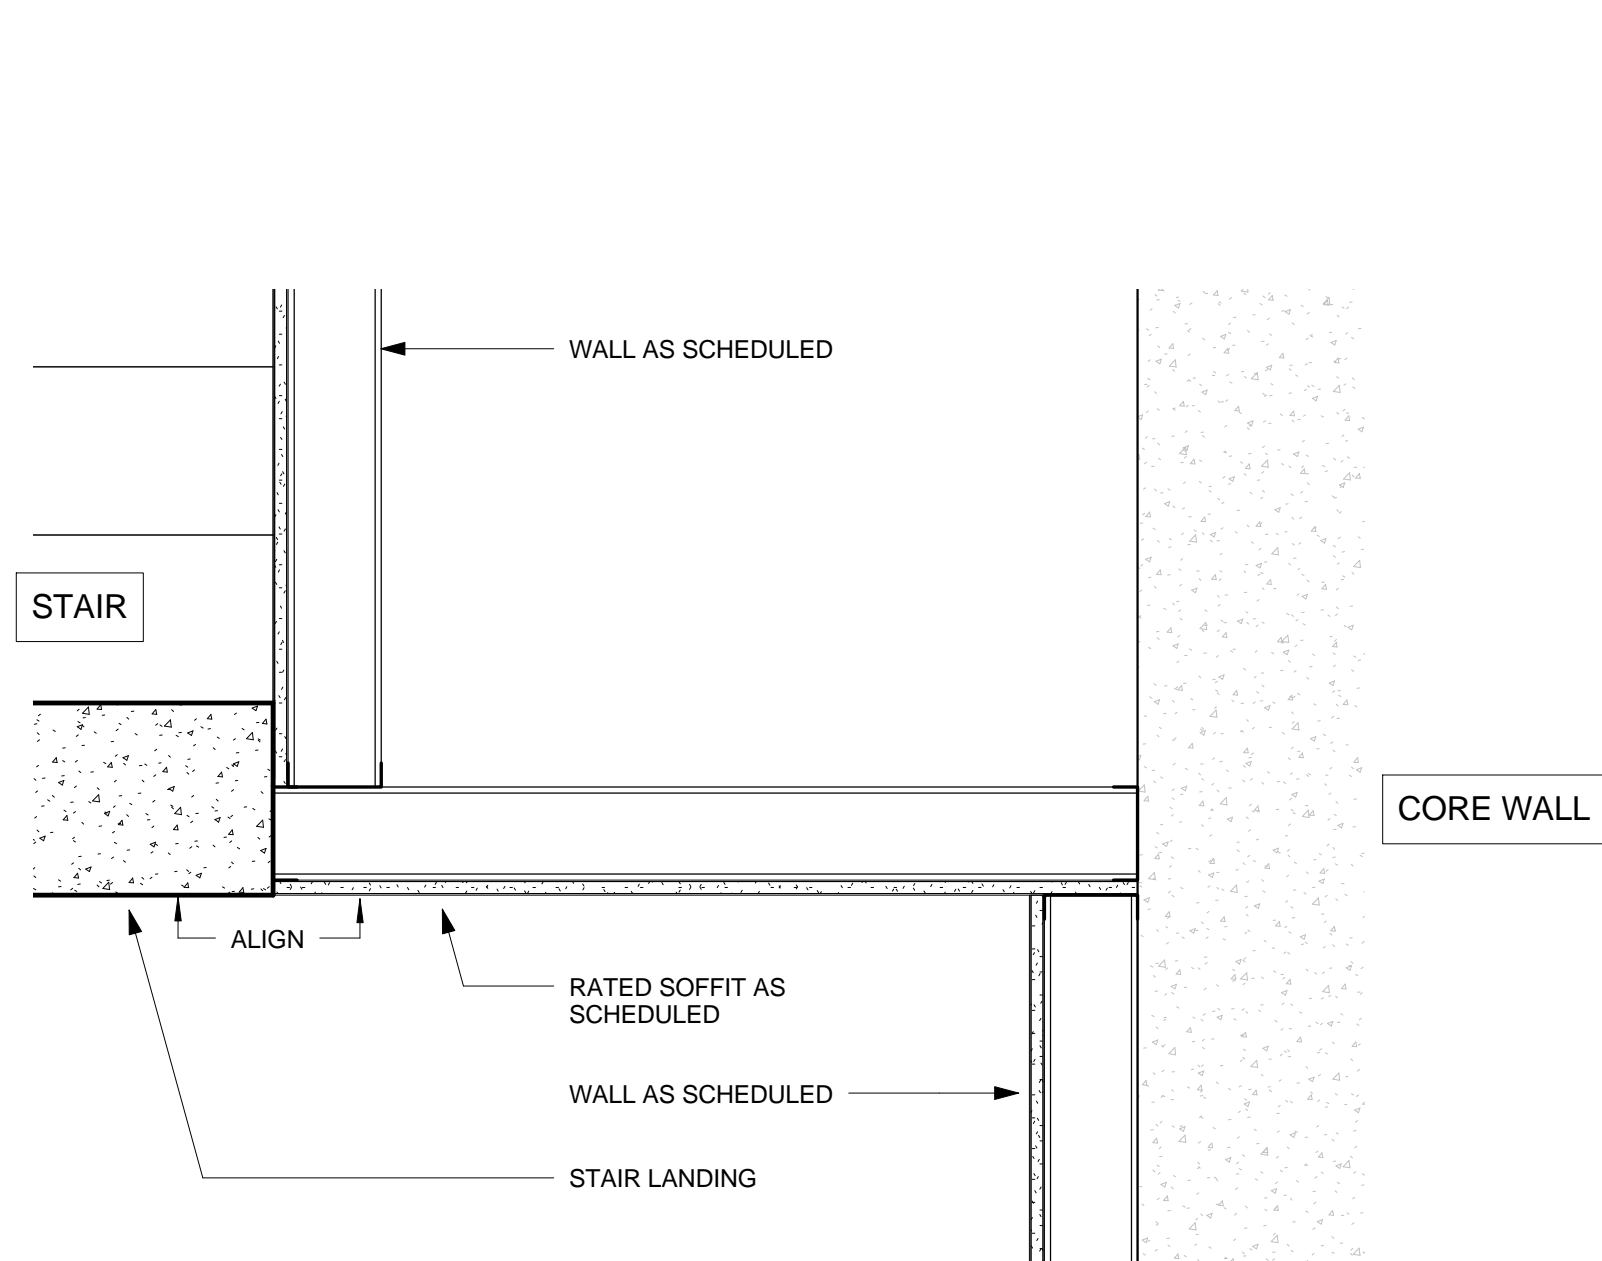 WALL AS SCHEDULED
STAIR
CORE WALL
ALIGN
RATED SOFFIT AS
SCHEDULED
WALL AS SCHEDULED
STAIR LANDING